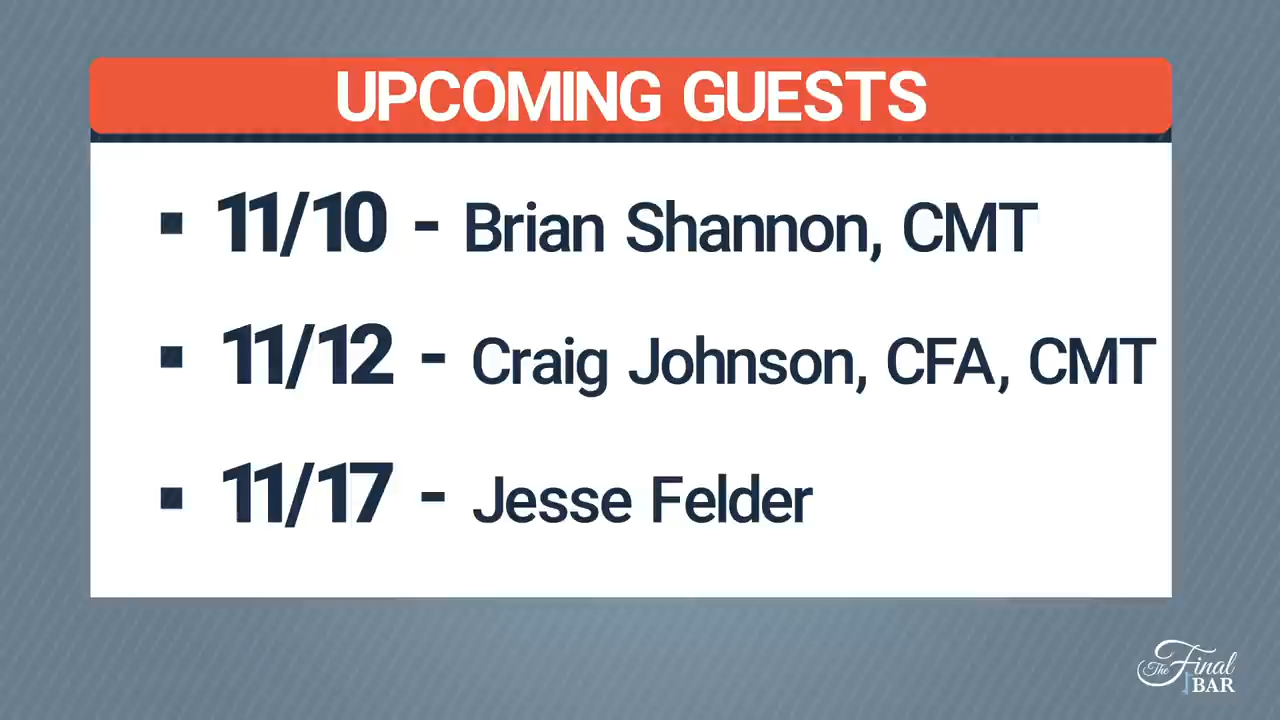 UPCOMING GUESTS
▪ 11/10 - Brian Shannon, CMT
▪ 11/12 - Craig Johnson, CFA, CMT
▪ 11/17 - Jesse Felder
The Final
BAR